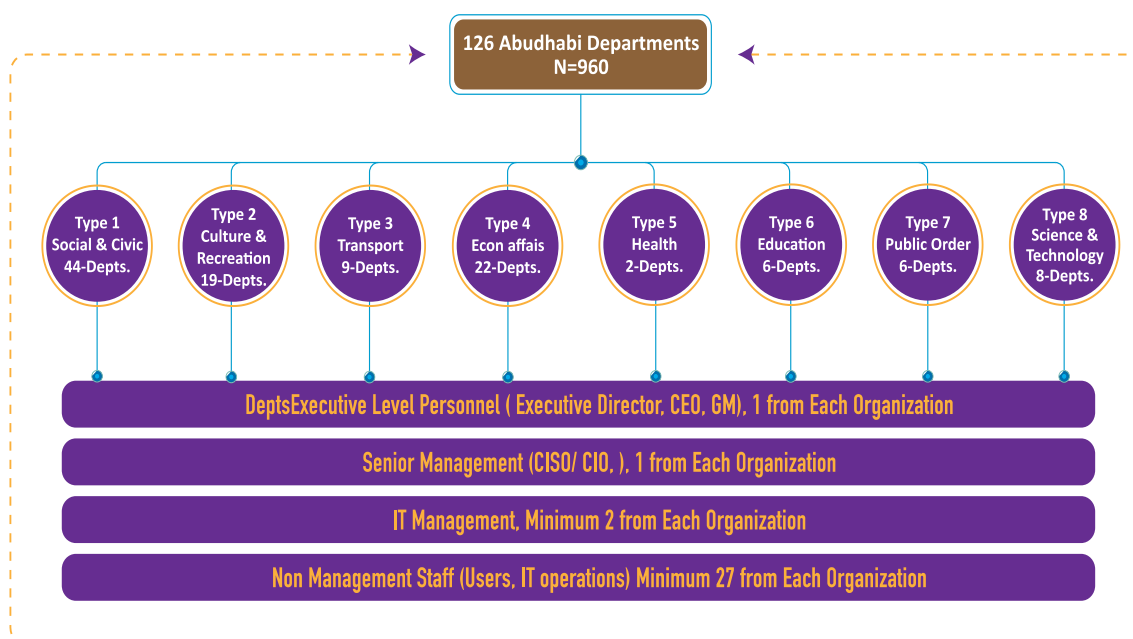 126 Abudhabi Departments
N=960
Type 1
Social & Civic
44-Depts.
Type 2
Culture &
Recreation
19-Depts.
Type 3
Transport
9-Depts.
Type 4
Econ affais
22-Depts.
Type 5
Health
2-Depts.
Type 6
Education
6-Depts.
Type 7
Public Order
6-Depts.
Type 8
Science &
Technology
8-Depts.
DeptsExecutive Level Personnel ( Executive Director, CEO, GM), 1 from Each Organization
Senior Management (CISO/ CIO, ), 1 from Each Organization
IT Management, Minimum 2 from Each Organization
Non Management Staff (Users, IT operations) Minimum 27 from Each Organization